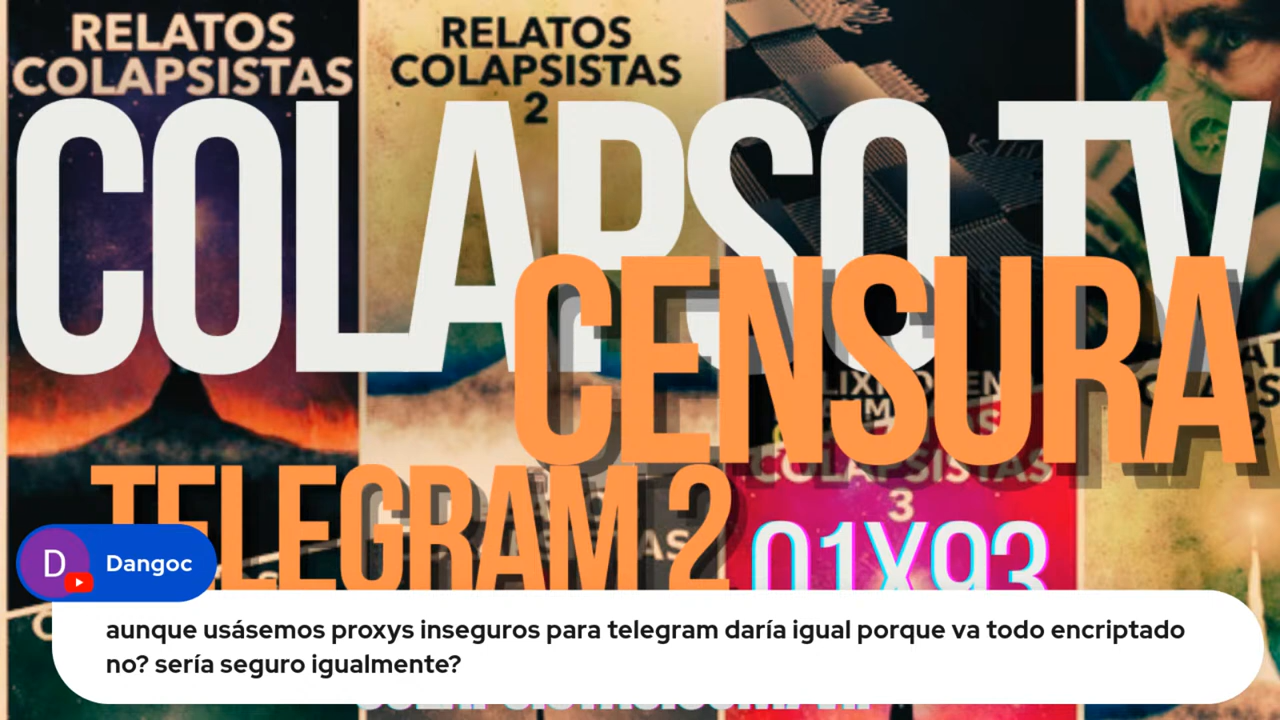 RELATOS
COLAPSISTAS
RELATOS
COLAPSISTAS
2
COLAPSO TV
CENSURA
COLAPSISTAS
3
TELEGRAM 2
01X93
D
Dangoc
aunque usásemos proxys inseguros para telegram daría igual porque va todo encriptado
no? sería seguro igualmente?